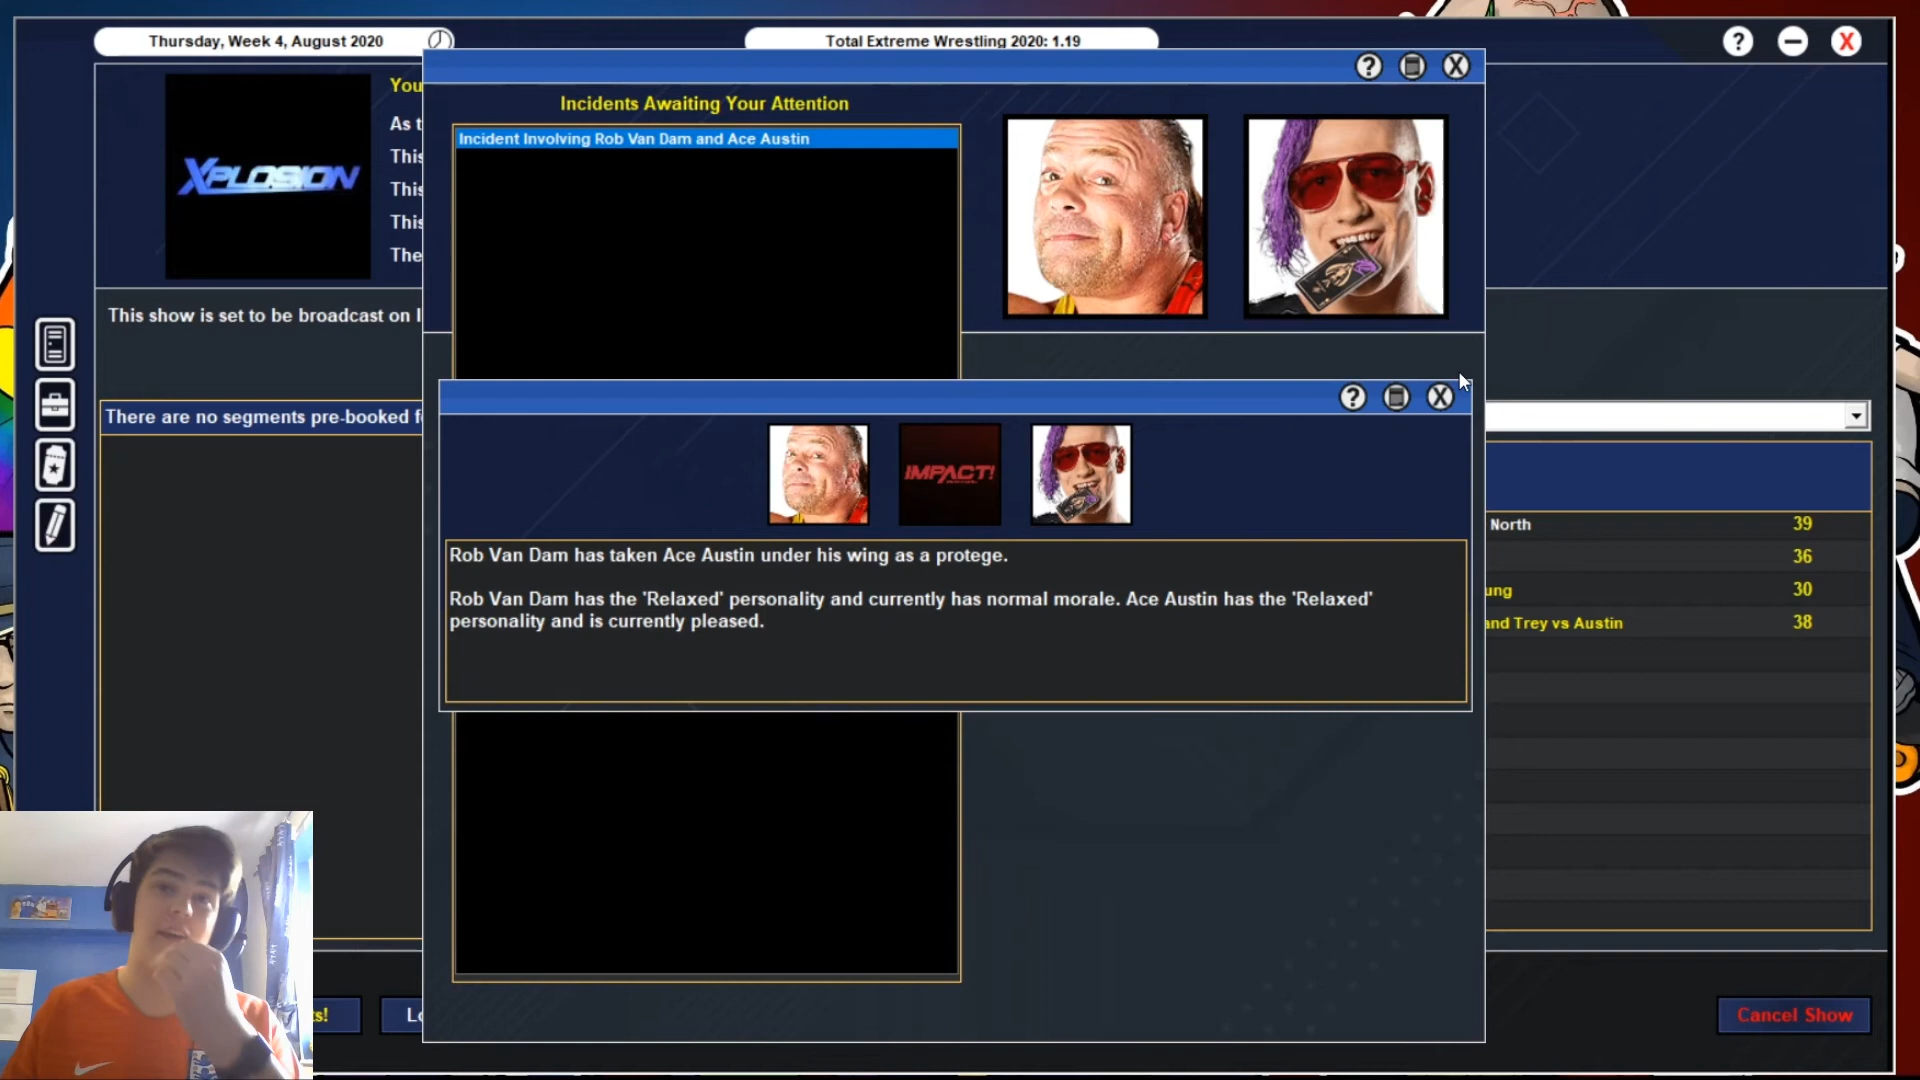 Thursday, Week 4, August 2020
Total Extreme Wrestling 2020: 1.19
?
X
XPLOSION
You
As t
This
This
This
The
This show is set to be broadcast on I
There are no segments pre-booked f
? X
Incidents Awaiting Your Attention
Incident Involving Rob Van Dam and Ace Austin
? X
IMPACT!
Rob Van Dam has taken Ace Austin under his wing as a protege.
Rob Van Dam has the 'Relaxed' personality and currently has normal morale. Ace Austin has the 'Relaxed'
personality and is currently pleased.
North 39
36
ung 30
and Trey vs Austin 38
ts!
Lo
Cancel Show